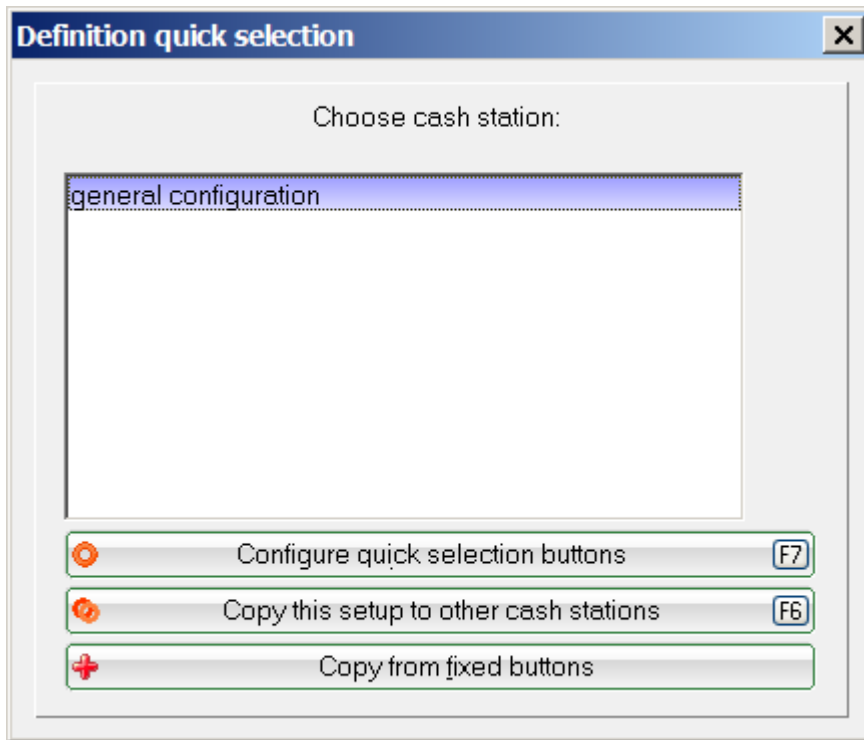 Definition quick selection
Choose cash station:
general configuration
Configure quick selection buttons F7
Copy this setup to other cash stations F6
Copy from fixed buttons